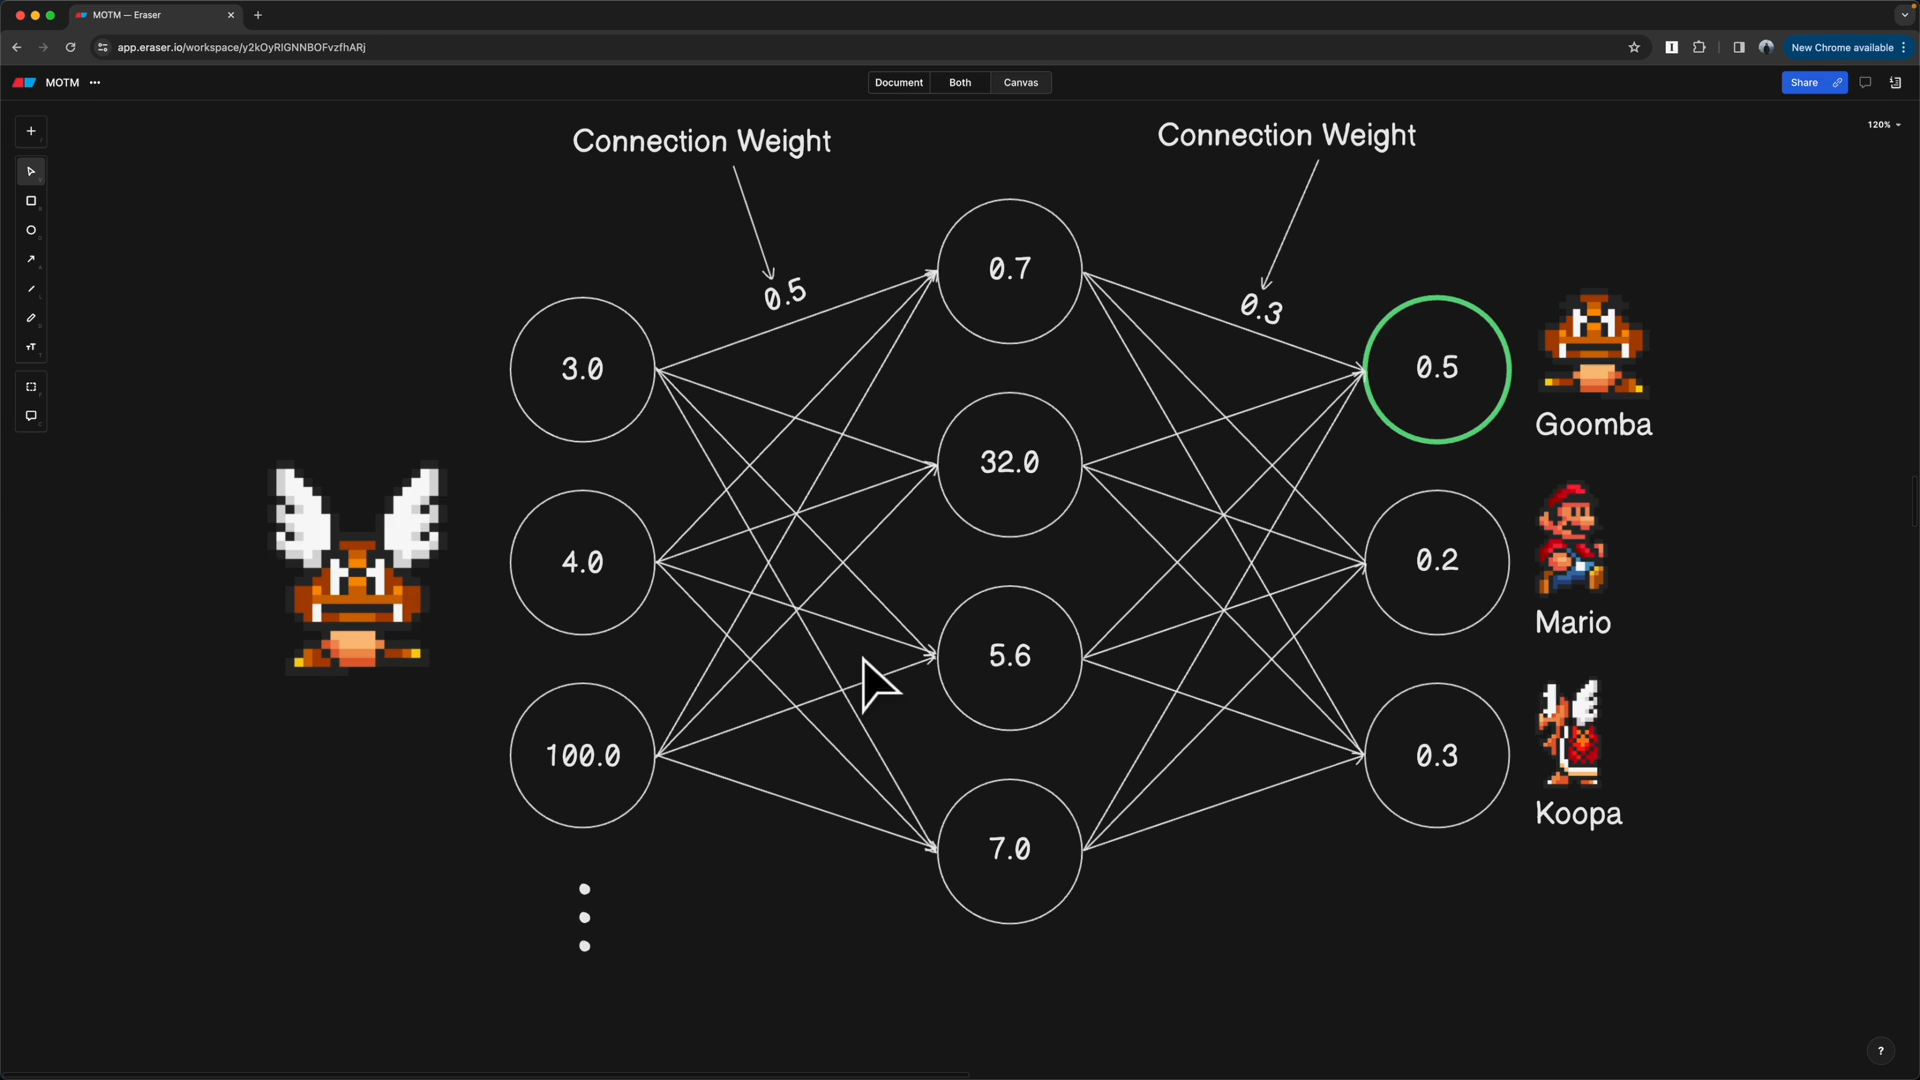 MOTM — Eraser
app.eraser.io/workspace/y2kOyRIGNNBOFvzfhARj
New Chrome available
MOTM
Document
Both
Canvas
Share
120%
Connection Weight
Connection Weight
0.5
0.3
0.7
3.0
0.5
Goomba
32.0
4.0
0.2
Mario
5.6
100.0
0.3
Koopa
7.0
?